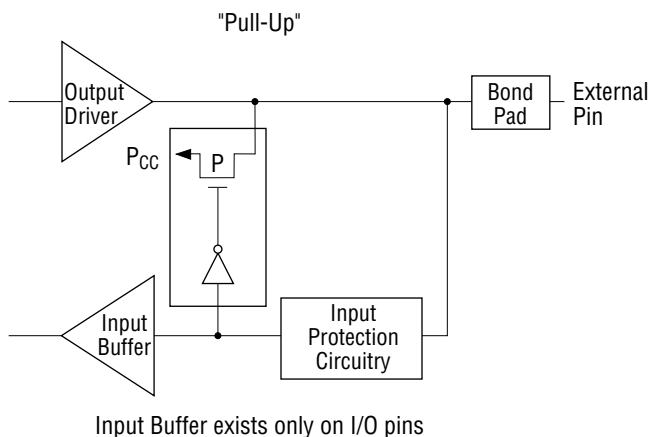 "Pull-Up"
Output
Driver
Bond
Pad
External
Pin
PCC
P
Input
Buffer
Input
Protection
Circuitry
Input Buffer exists only on I/O pins